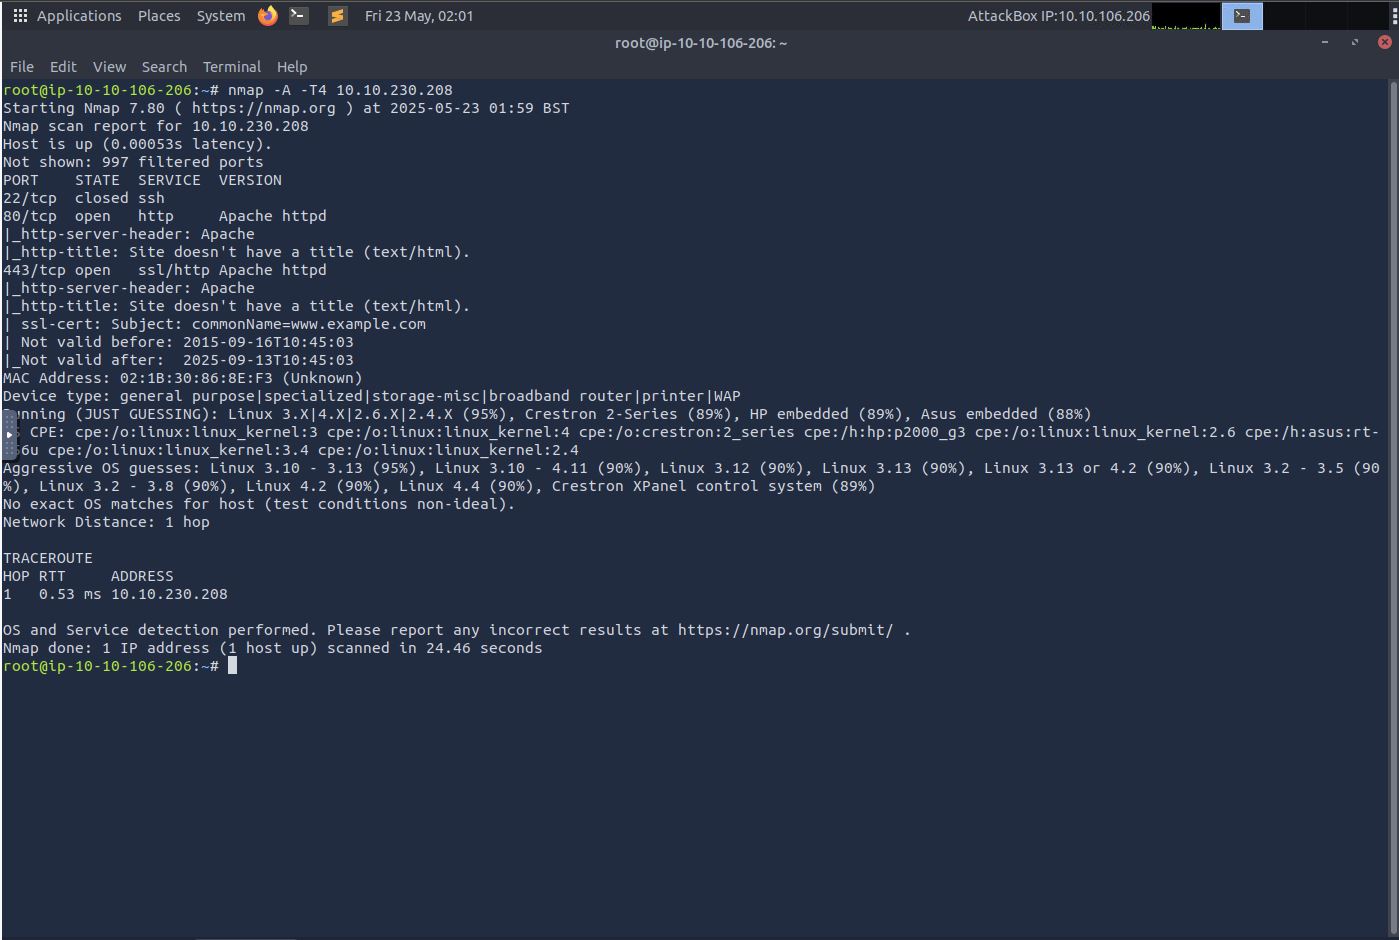 Applications Places System Fri 23 May, 02:01 AttackBox IP:10.10.106.206
root@ip-10-10-106-206: ~
File Edit View Search Terminal Help
root@ip-10-10-106-206:~# nmap -A -T4 10.10.230.208
Starting Nmap 7.80 ( https://nmap.org ) at 2025-05-23 01:59 BST
Nmap scan report for 10.10.230.208
Host is up (0.00053s latency).
Not shown: 997 filtered ports
PORT    STATE  SERVICE  VERSION
22/tcp  closed ssh
80/tcp  open   http     Apache httpd
|_http-server-header: Apache
|_http-title: Site doesn't have a title (text/html).
443/tcp open   ssl/http Apache httpd
|_http-server-header: Apache
|_http-title: Site doesn't have a title (text/html).
| ssl-cert: Subject: commonName=www.example.com
| Not valid before: 2015-09-16T10:45:03
|_Not valid after:  2025-09-13T10:45:03
MAC Address: 02:1B:30:86:8E:F3 (Unknown)
Device type: general purpose|specialized|storage-misc|broadband router|printer|WAP
unning (JUST GUESSING): Linux 3.X|4.X|2.6.X|2.4.X (95%), Crestron 2-Series (89%), HP embedded (89%), Asus embedded (88%)
CPE: cpe:/o:linux:linux_kernel:3 cpe:/o:linux:linux_kernel:4 cpe:/o:crestron:2_series cpe:/h:hp:p2000_g3 cpe:/o:linux:linux_kernel:2.6 cpe:/h:asus:rt-
6u cpe:/o:linux:linux_kernel:3.4 cpe:/o:linux:linux_kernel:2.4
Aggressive OS guesses: Linux 3.10 - 3.13 (95%), Linux 3.10 - 4.11 (90%), Linux 3.12 (90%), Linux 3.13 (90%), Linux 3.13 or 4.2 (90%), Linux 3.2 - 3.5 (90
%), Linux 3.2 - 3.8 (90%), Linux 4.2 (90%), Linux 4.4 (90%), Crestron XPanel control system (89%)
No exact OS matches for host (test conditions non-ideal).
Network Distance: 1 hop
TRACEROUTE
HOP RTT     ADDRESS
1   0.53 ms 10.10.230.208
OS and Service detection performed. Please report any incorrect results at https://nmap.org/submit/ .
Nmap done: 1 IP address (1 host up) scanned in 24.46 seconds
root@ip-10-10-106-206:~#